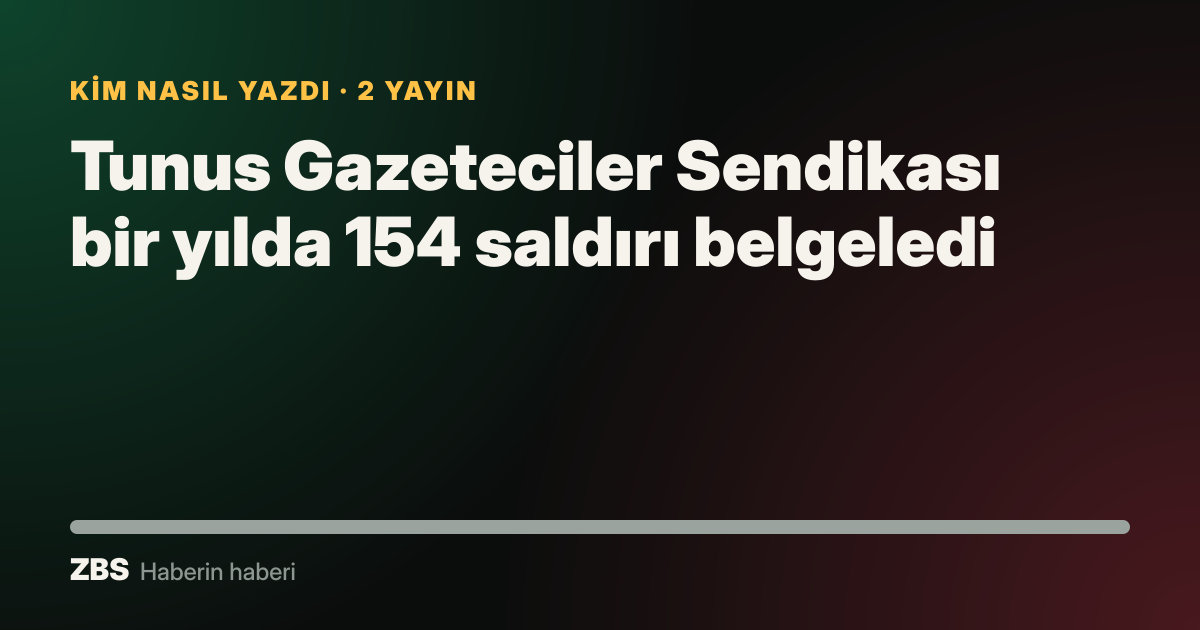 KİM NASIL YAZDI · 2 YAYIN
Tunus Gazeteciler Sendikası
bir yılda 154 saldırı belgeledi
ZBS Haberin haberi